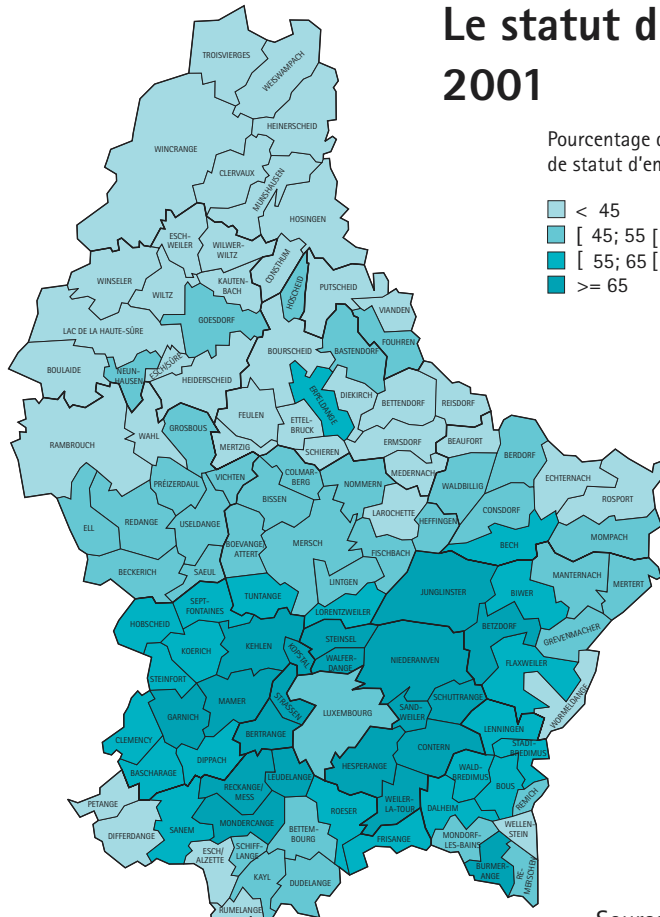 Le statut d
2001
Pourcentage d
de statut d'en
< 45
[ 45; 55 [
[ 55; 65 [
>= 65
TROISVIERGES
WEISWAMPACH
HEINERSCHEID
WINCRANGE
CLERVAUX
MUNSHAUSEN
HOSINGEN
ESCH-
WEILER
WILWER-
WILTZ
CONSTHUM
KAUTEN-
BACH
HOSCHEID
PUTSCHEID
WINSELER
WILTZ
GOESDORF
VIANDEN
LAC DE LA HAUTE-SÛRE
FOUHREN
BOURSCHEID
BASTENDORF
BOULAIDE
NEUN-
HAUSEN
ESCH/SÛRE
HEIDERSCHEID
ERPELDANGE
DIEKIRCH
BETTENDORF
REISDORF
FEULEN
ETTEL-
BRUCK
GROSBOUS
WAHL
RAMBROUCH
MERTZIG
SCHIEREN
ERMSDORF
BEAUFORT
BERDORF
ECHTERNACH
ROSPORT
VICHTEN
COLMAR-
BERG
NOMMERN
MEDERNACH
WALDBILLIG
PRÉIZERDAUL
BISSEN
LAROCHETTE
HEFFINGEN
CONSDORF
ELL
REDANGE
USELDANGE
BOEVANGE/
ATTERT
MERSCH
FISCHBACH
BECH
MOMPACH
BECKERICH
SAEUL
LINTGEN
MANTERNACH
MERTERT
SEPT-
FONTAINES
TUNTANGE
LORENTZWEILER
JUNGLINSTER
BIWER
HOBSCHEID
BETZDORF
GREVENMACHER
KOERICH
KEHLEN
KOPSTAL
STEINSEL
WALFER-
DANGE
NIEDERANVEN
FLAXWEILER
STEINFORT
MAMER
STRASSEN
LUXEMBOURG
SAND-
WEILER
SCHUTTRANGE
WORMELDANGE
GARNICH
CLEMENCY
BERTRANGE
LENNINGEN
STADT-
BREDIMUS
DIPPACH
CONTERN
BASCHARAGE
LEUDELANGE
HESPERANGE
WALD-
BREDIMUS
BOUS
REMICH
PETANGE
RECKANGE/
MESS
ROESER
WEILER-
LA-TOUR
DALHEIM
DIFFERDANGE
SANEM
MONDERCANGE
BETTEM-
BOURG
FRISANGE
MONDORF-
LES-BAINS
WELLEN-
STEIN
ESCH/
ALZETTE
SCHIFF-
LANGE
KAYL
DUDELANGE
BURMER-
ANGE
RE-
MERSCHEN
RUMELANGE